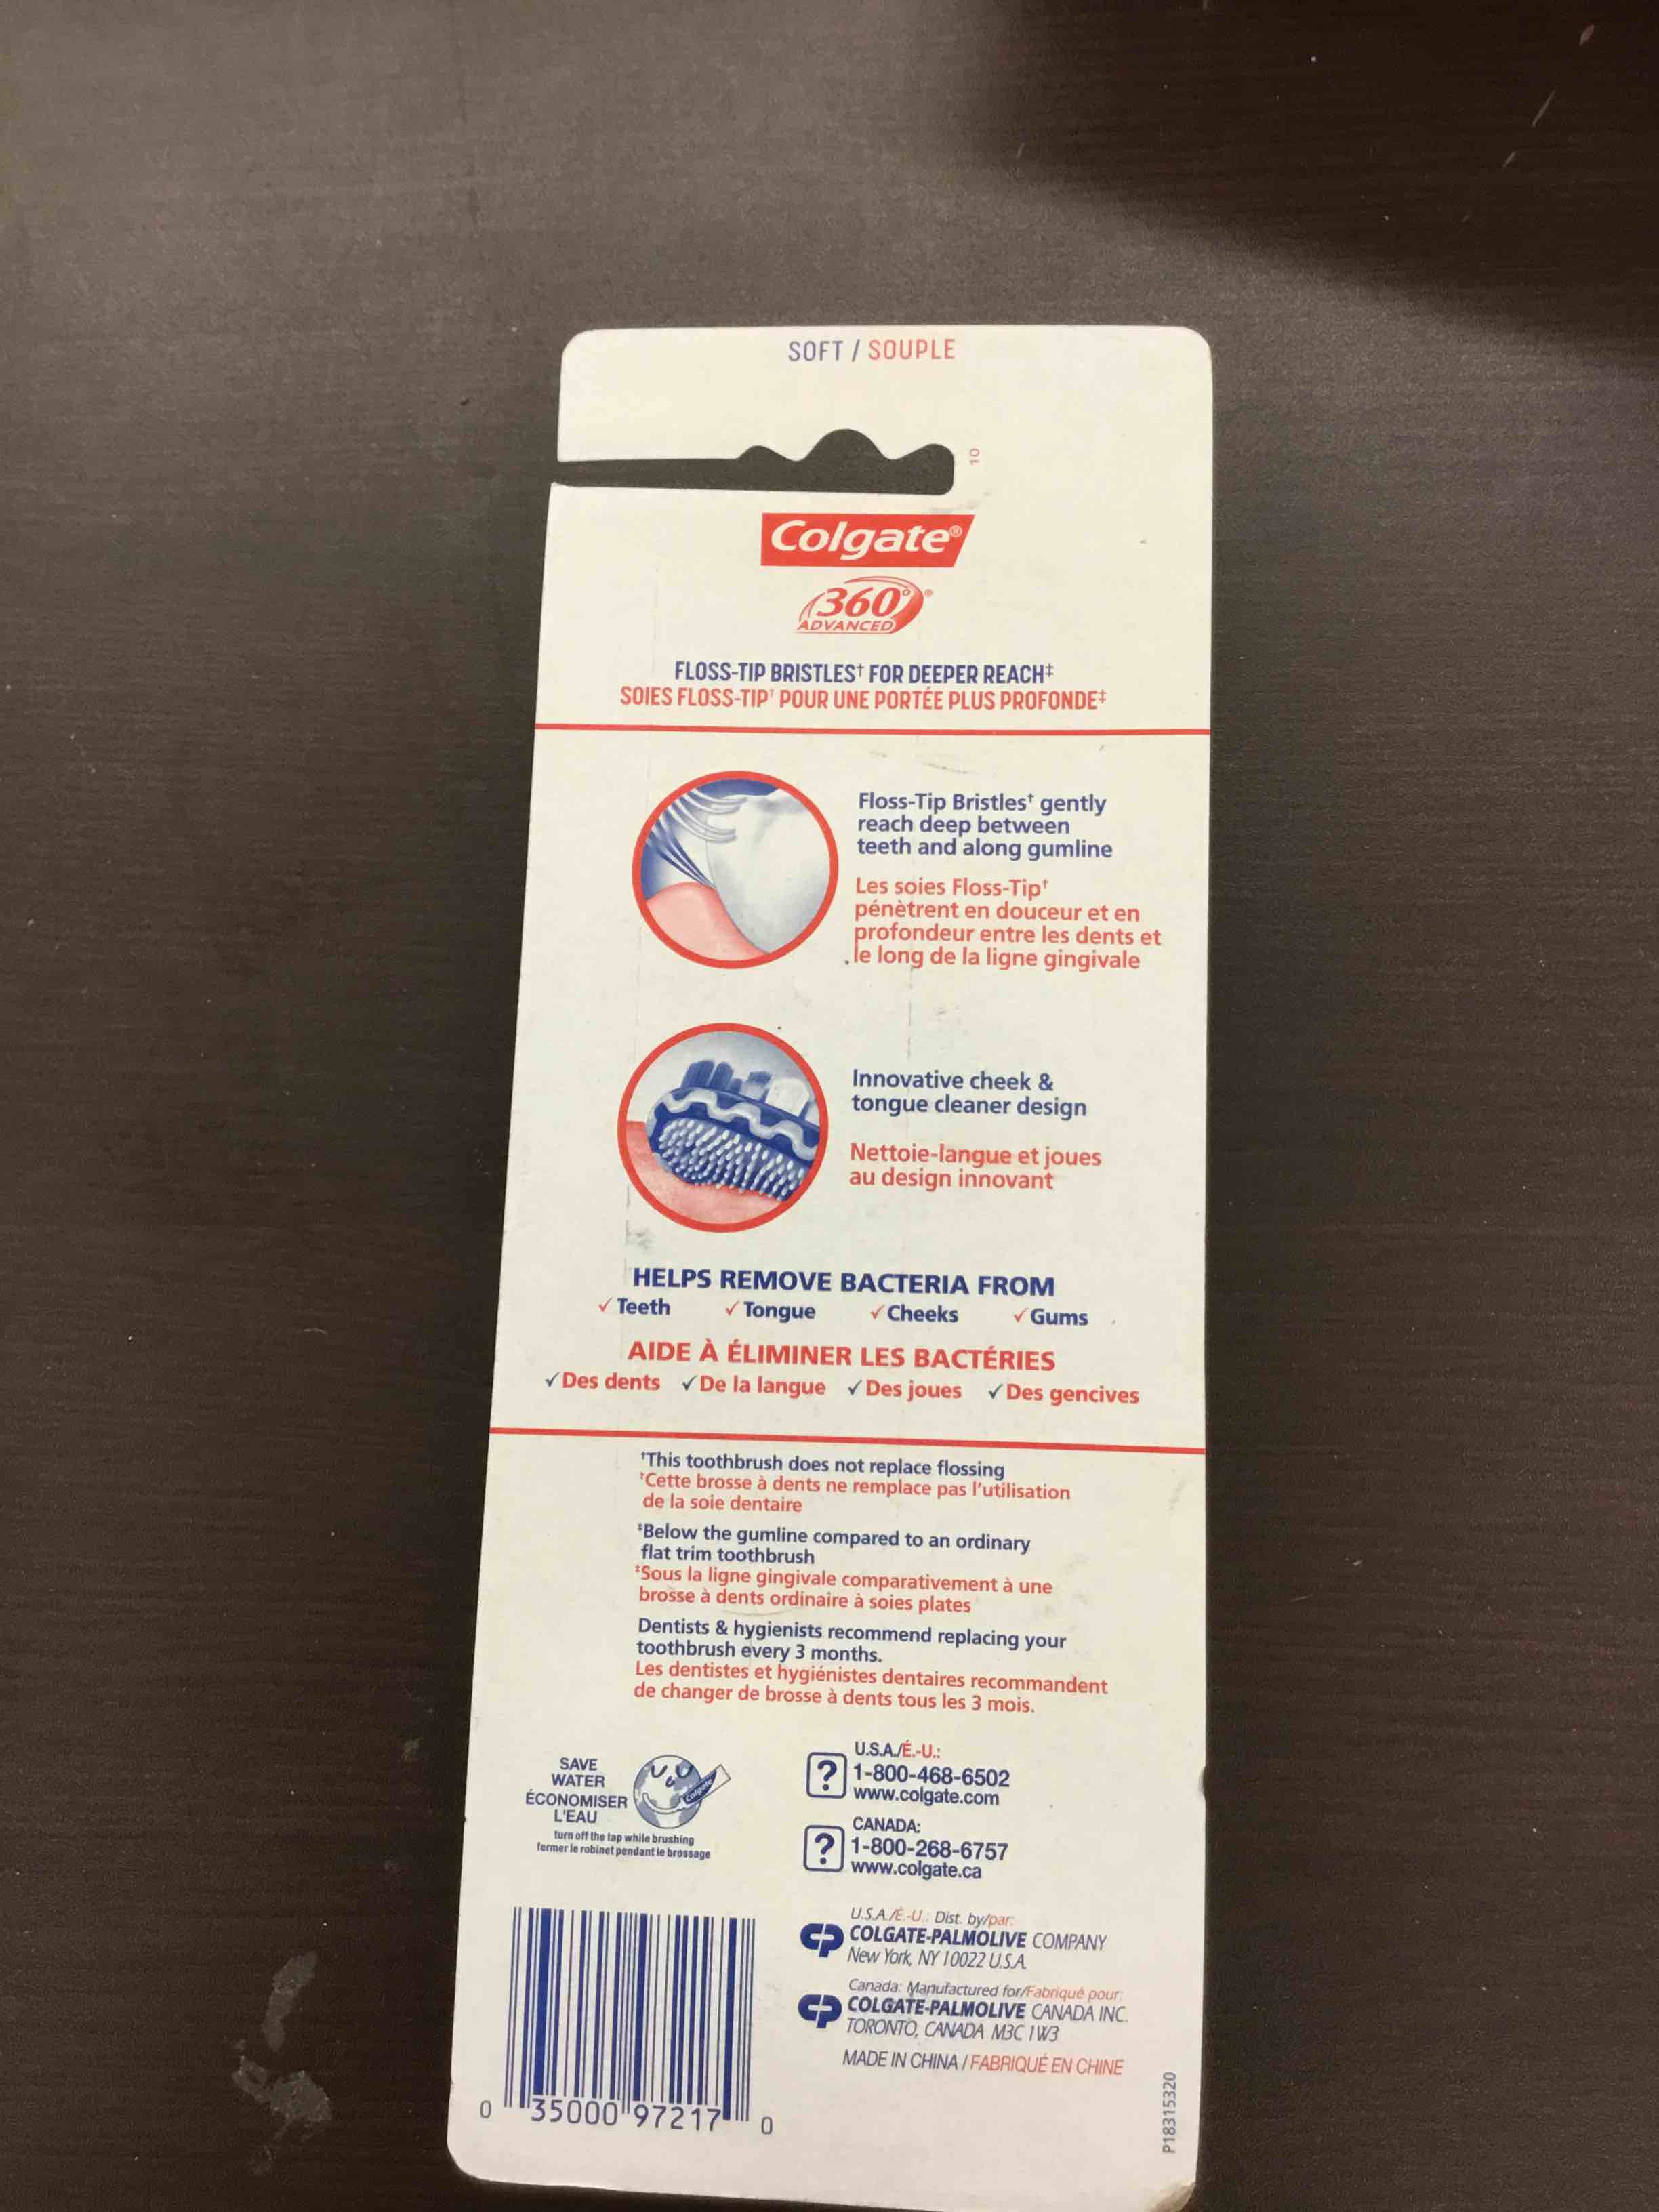 SOFT / SOUPLE
10
Colgate®
360°®
ADVANCED
FLOSS-TIP BRISTLES† FOR DEEPER REACH‡
SOIES FLOSS-TIP† POUR UNE PORTÉE PLUS PROFONDE‡
Floss-Tip Bristles† gently
reach deep between
teeth and along gumline
Les soies Floss-Tip†
pénètrent en douceur et en
profondeur entre les dents et
le long de la ligne gingivale
Innovative cheek &
tongue cleaner design
Nettoie-langue et joues
au design innovant
HELPS REMOVE BACTERIA FROM
✓ Teeth ✓ Tongue ✓ Cheeks ✓ Gums
AIDE À ÉLIMINER LES BACTÉRIES
✓ Des dents ✓ De la langue ✓ Des joues ✓ Des gencives
†This toothbrush does not replace flossing
†Cette brosse à dents ne remplace pas l'utilisation
de la soie dentaire
‡Below the gumline compared to an ordinary
flat trim toothbrush
‡Sous la ligne gingivale comparativement à une
brosse à dents ordinaire à soies plates
Dentists & hygienists recommend replacing your
toothbrush every 3 months.
Les dentistes et hygiénistes dentaires recommandent
de changer de brosse à dents tous les 3 mois.
SAVE
WATER
ÉCONOMISER
L'EAU
Colgate
turn off the tap while brushing
fermer le robinet pendant le brossage
U.S.A./É.-U.:
? 1-800-468-6502
www.colgate.com
CANADA:
? 1-800-268-6757
www.colgate.ca
U.S.A./É.-U.: Dist. by/par:
CP COLGATE-PALMOLIVE COMPANY
New York, NY 10022 U.S.A.
Canada: Manufactured for/Fabriqué pour:
CP COLGATE-PALMOLIVE CANADA INC.
TORONTO, CANADA M3C 1W3
MADE IN CHINA / FABRIQUÉ EN CHINE
0 35000 97217 0
P18315320